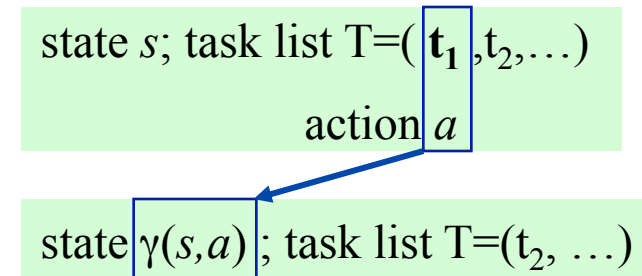 state s; task list T=( t₁ ,t₂,…)
action a
state γ(s,a) ; task list T=(t₂, …)